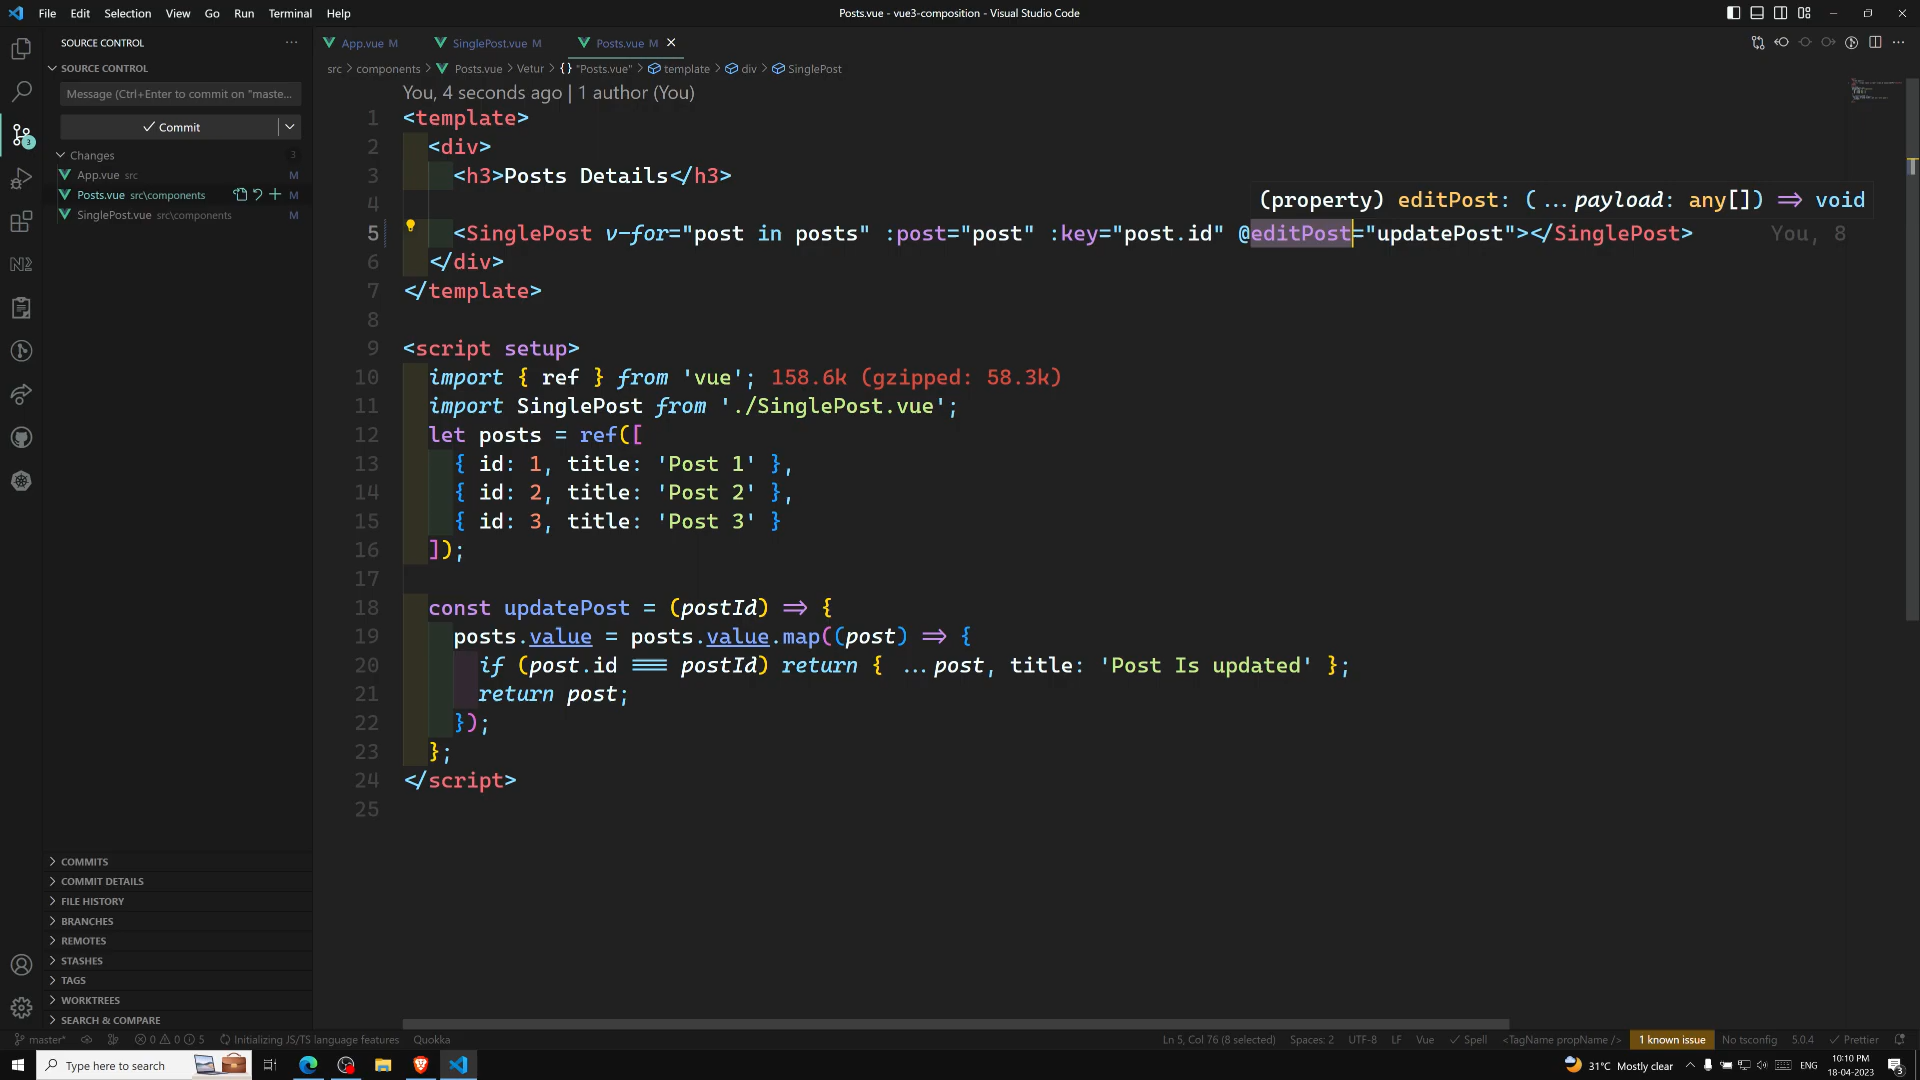 File Edit Selection View Go Run Terminal Help
Posts.vue - vue3-composition - Visual Studio Code
SOURCE CONTROL
SOURCE CONTROL
Message (Ctrl+Enter to commit on "maste...
Commit
Changes 3
App.vue src M
Posts.vue src\components M
SinglePost.vue src\components M
COMMITS
COMMIT DETAILS
FILE HISTORY
BRANCHES
REMOTES
STASHES
TAGS
WORKTREES
SEARCH & COMPARE
App.vue M SinglePost.vue M Posts.vue M
src > components > Posts.vue > Vetur > {} "Posts.vue" > template > div > SinglePost
You, 4 seconds ago | 1 author (You)
1 <template>
2 <div>
3 <h3>Posts Details</h3>
4
(property) editPost: (...payload: any[]) => void
5 <SinglePost v-for="post in posts" :post="post" :key="post.id" @editPost="updatePost"></SinglePost> You, 8
6 </div>
7 </template>
8
9 <script setup>
10 import { ref } from 'vue'; 158.6k (gzipped: 58.3k)
11 import SinglePost from './SinglePost.vue';
12 let posts = ref([
13 { id: 1, title: 'Post 1' },
14 { id: 2, title: 'Post 2' },
15 { id: 3, title: 'Post 3' }
16 ]);
17
18 const updatePost = (postId) => {
19 posts.value = posts.value.map((post) => {
20 if (post.id === postId) return { ...post, title: 'Post Is updated' };
21 return post;
22 });
23 };
24 </script>
25
master* 0 0 5 Initializing JS/TS language features Quokka Ln 5, Col 76 (8 selected) Spaces: 2 UTF-8 LF Vue Spell <TagName propName /> 1 known issue No tsconfig 5.0.4 Prettier
Type here to search 31°C Mostly clear ENG 10:10 PM
18-04-2023 3